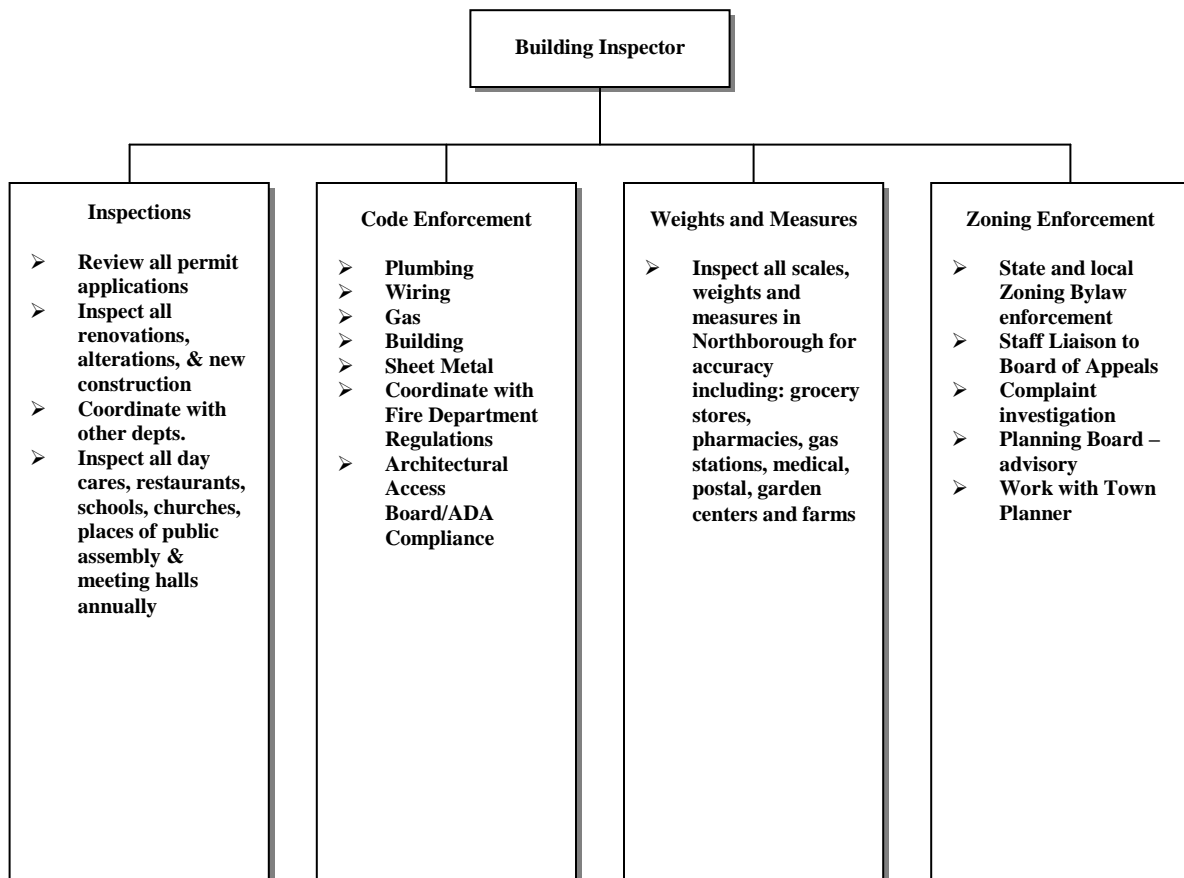 Building Inspector
Inspections
➢ Review all permit
applications
➢ Inspect all
renovations,
alterations, & new
construction
➢ Coordinate with
other depts.
➢ Inspect all day
cares, restaurants,
schools, churches,
places of public
assembly &
meeting halls
annually
Code Enforcement
➢ Plumbing
➢ Wiring
➢ Gas
➢ Building
➢ Sheet Metal
➢ Coordinate with
Fire Department
Regulations
➢ Architectural
Access
Board/ADA
Compliance
Weights and Measures
➢ Inspect all scales,
weights and
measures in
Northborough for
accuracy
including: grocery
stores,
pharmacies, gas
stations, medical,
postal, garden
centers and farms
Zoning Enforcement
➢ State and local
Zoning Bylaw
enforcement
➢ Staff Liaison to
Board of Appeals
➢ Complaint
investigation
➢ Planning Board –
advisory
➢ Work with Town
Planner